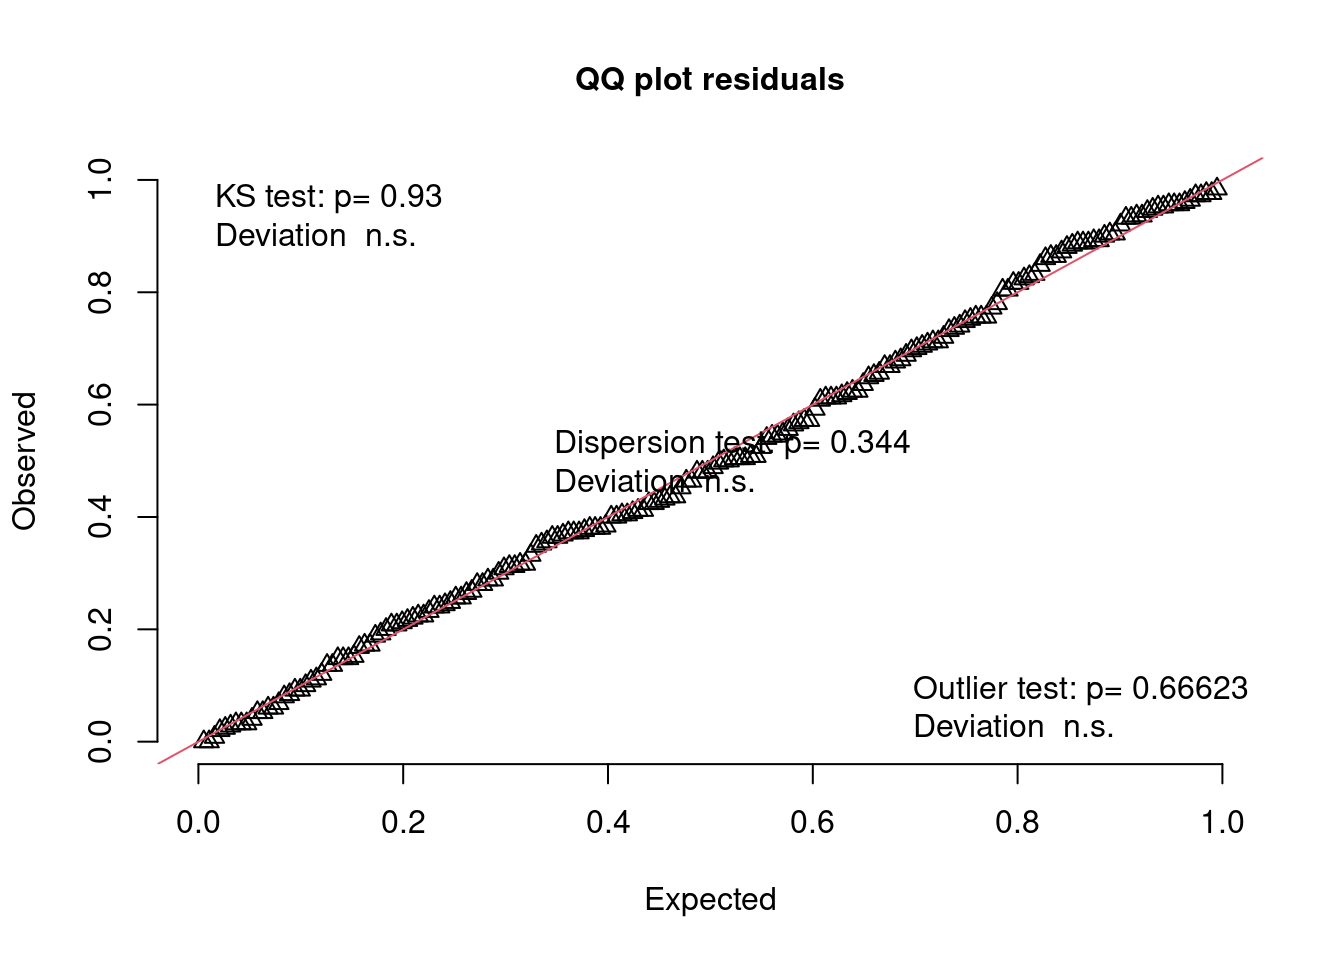 QQ plot residuals
KS test: p= 0.93
Deviation  n.s.
Dispersion test: p= 0.344
Deviation  n.s.
Outlier test: p= 0.66623
Deviation  n.s.
Observed
1.0
0.8
0.6
0.4
0.2
0.0
0.0 0.2 0.4 0.6 0.8 1.0
Expected